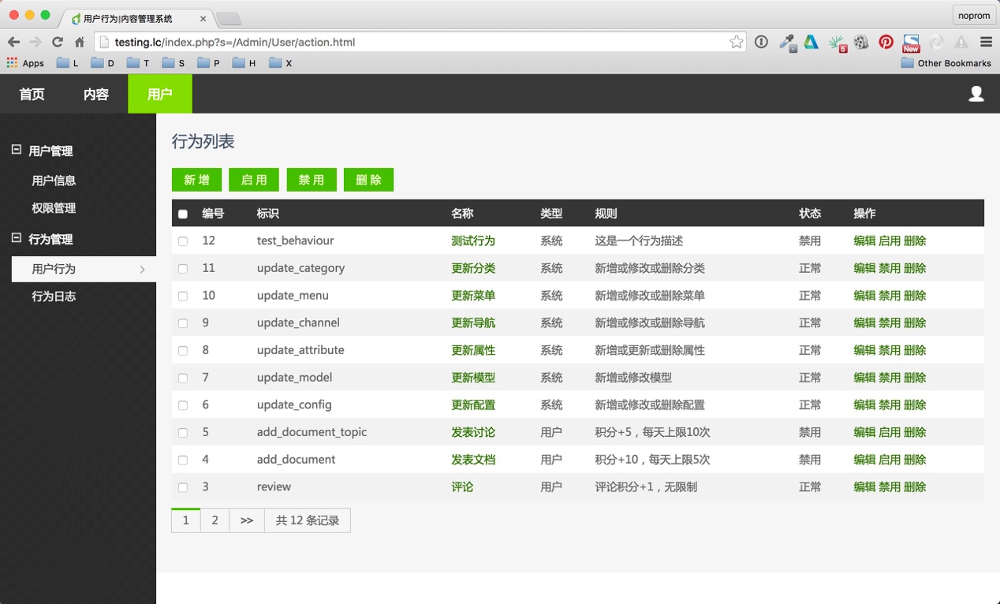 用户行为|内容管理系统
noprom
testing.lc/index.php?s=/Admin/User/action.html
5
New
Apps L D T S P H X Other Bookmarks
首页 内容 用户
用户管理
用户信息
权限管理
行为管理
用户行为
行为日志
行为列表
新增 启用 禁用 删除
编号 标识 名称 类型 规则 状态 操作
12 test_behaviour 测试行为 系统 这是一个行为描述 禁用 编辑 启用 删除
11 update_category 更新分类 系统 新增或修改或删除分类 正常 编辑 禁用 删除
10 update_menu 更新菜单 系统 新增或修改或删除菜单 正常 编辑 禁用 删除
9 update_channel 更新导航 系统 新增或修改或删除导航 正常 编辑 禁用 删除
8 update_attribute 更新属性 系统 新增或更新或删除属性 正常 编辑 禁用 删除
7 update_model 更新模型 系统 新增或修改模型 正常 编辑 禁用 删除
6 update_config 更新配置 系统 新增或修改或删除配置 正常 编辑 禁用 删除
5 add_document_topic 发表讨论 用户 积分+5，每天上限10次 禁用 编辑 启用 删除
4 add_document 发表文档 用户 积分+10，每天上限5次 禁用 编辑 启用 删除
3 review 评论 用户 评论积分+1，无限制 正常 编辑 禁用 删除
1 2 >> 共 12 条记录